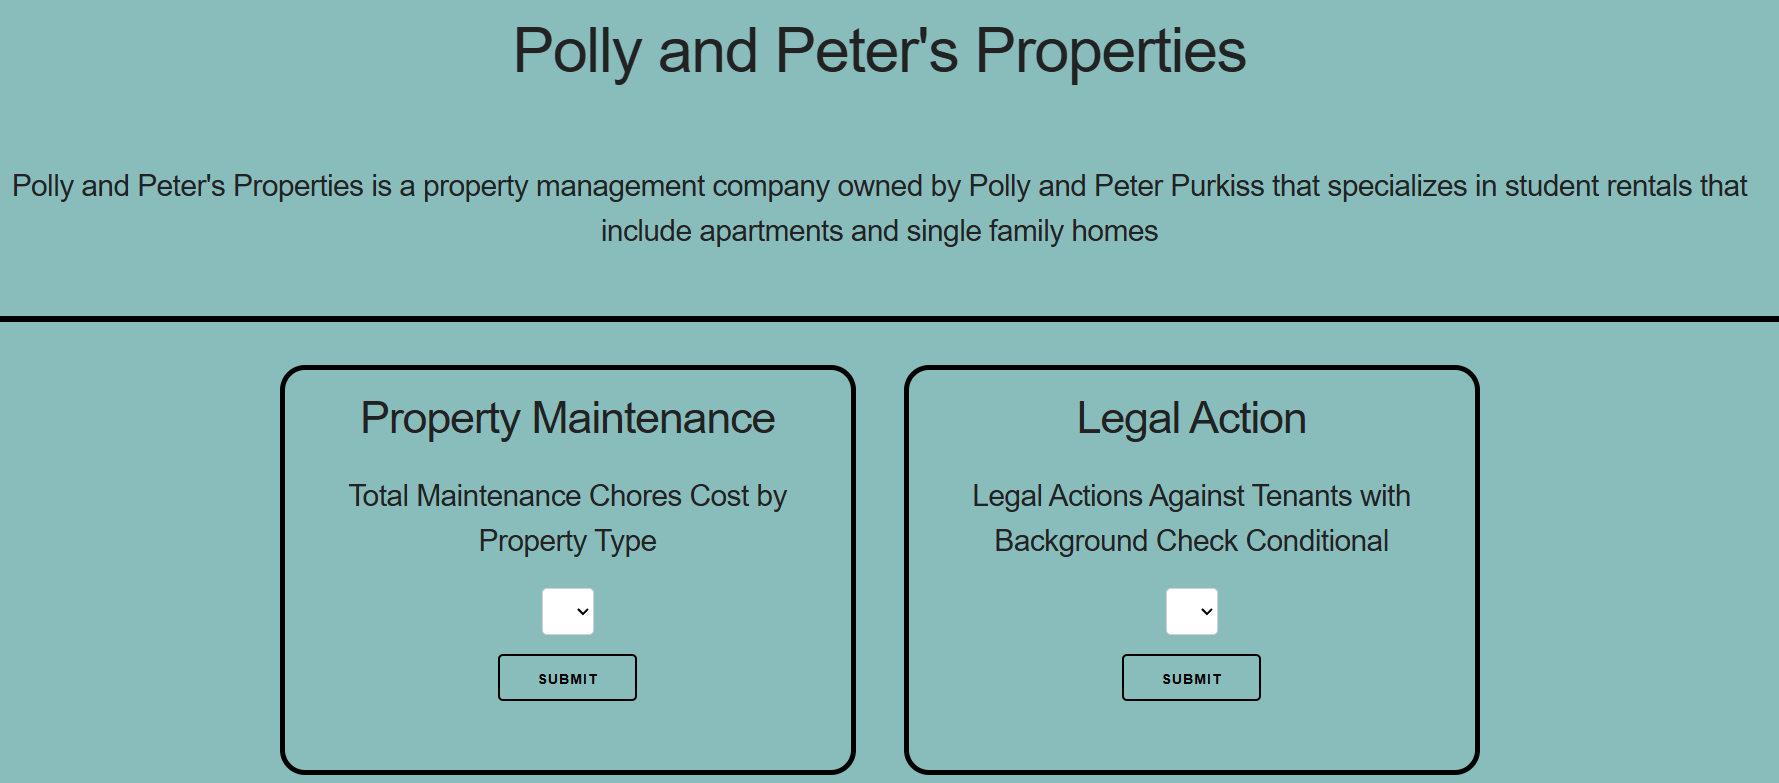 Polly and Peter's Properties
Polly and Peter's Properties is a property management company owned by Polly and Peter Purkiss that specializes in student rentals that
include apartments and single family homes
Property Maintenance
Total Maintenance Chores Cost by
Property Type
SUBMIT
Legal Action
Legal Actions Against Tenants with
Background Check Conditional
SUBMIT